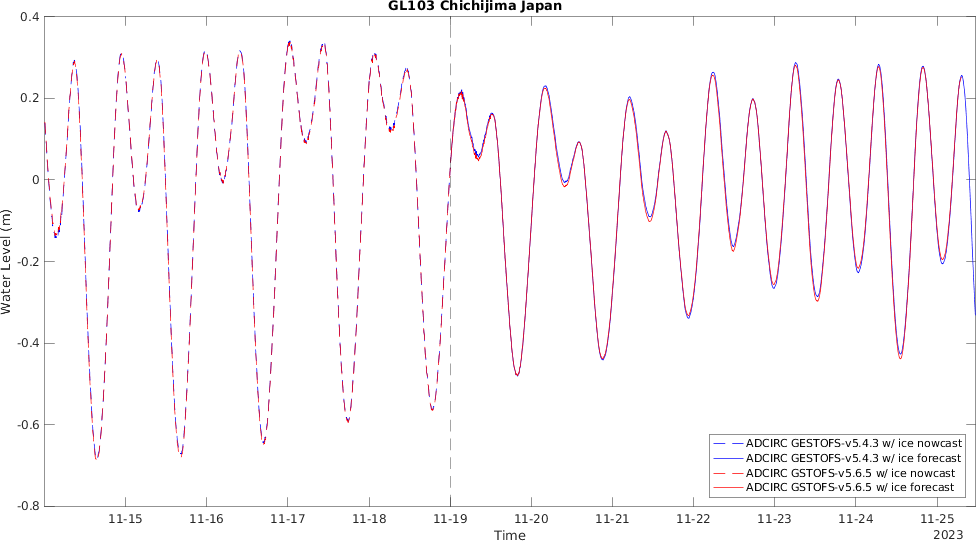 GL103 Chichijima Japan
0.4
0.2
0
-0.2
-0.4
-0.6
-0.8
Water Level (m)
11-15 11-16 11-17 11-18 11-19 11-20 11-21 11-22 11-23 11-24 11-25
Time
2023
ADCIRC GESTOFS-v5.4.3 w/ ice nowcast
ADCIRC GESTOFS-v5.4.3 w/ ice forecast
ADCIRC GSTOFS-v5.6.5 w/ ice nowcast
ADCIRC GSTOFS-v5.6.5 w/ ice forecast